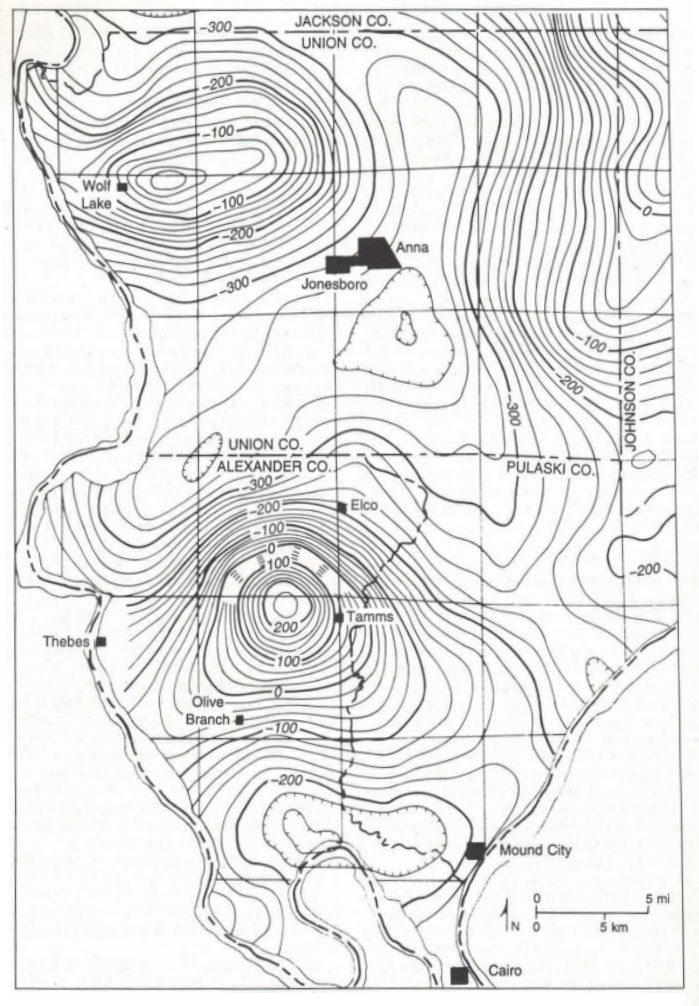 -300
JACKSON CO.
UNION CO.
-200
-100
Wolf
Lake
-100
0
-200
Anna
-300
Jonesboro
-100
-200
JOHNSON CO.
-300
UNION CO.
ALEXANDER CO.
PULASKI CO.
-300
-200
Elco
-100
0
100
-200
200
Tamms
Thebes
100
0
Olive
Branch
-100
-200
Mound City
0 5 mi
0 5 km
N
Cairo